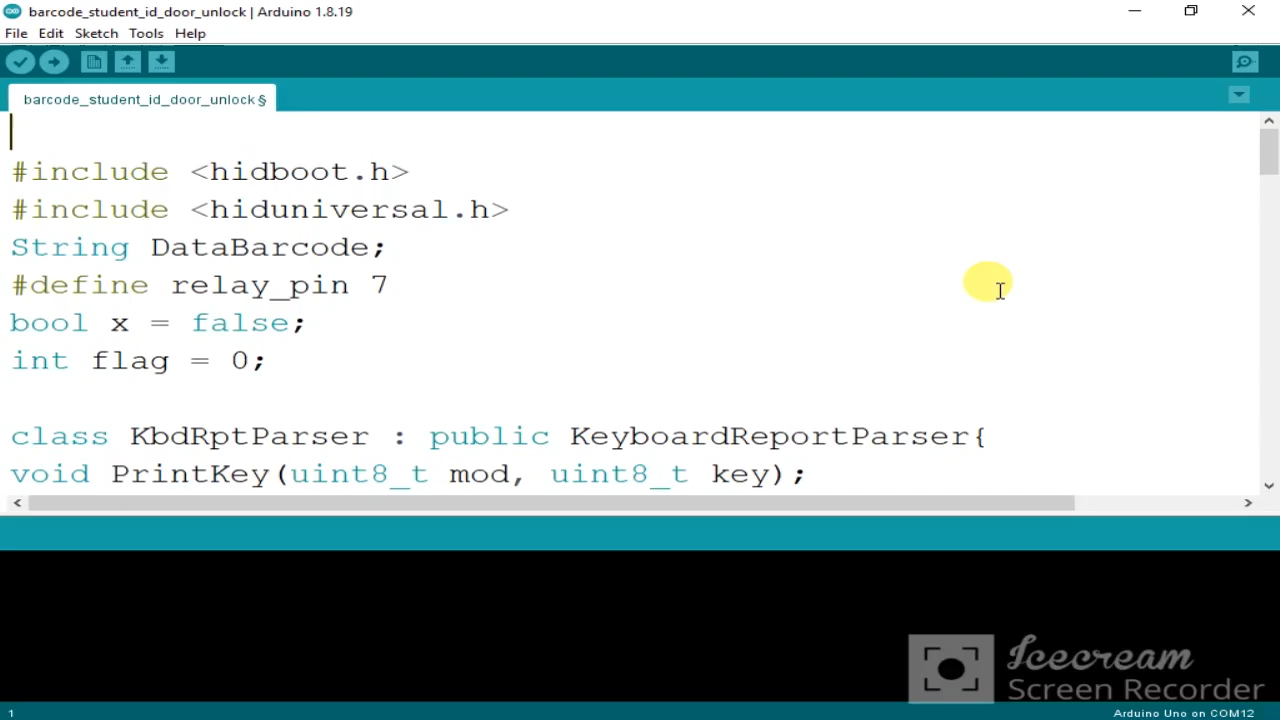 barcode_student_id_door_unlock | Arduino 1.8.19
File Edit Sketch Tools Help
barcode_student_id_door_unlock §
#include <hidboot.h>
#include <hiduniversal.h>
String DataBarcode;
#define relay_pin 7
bool x = false;
int flag = 0;
class KbdRptParser : public KeyboardReportParser{
void PrintKey(uint8_t mod, uint8_t key);
Icecream
Screen Recorder
1 Arduino Uno on COM12